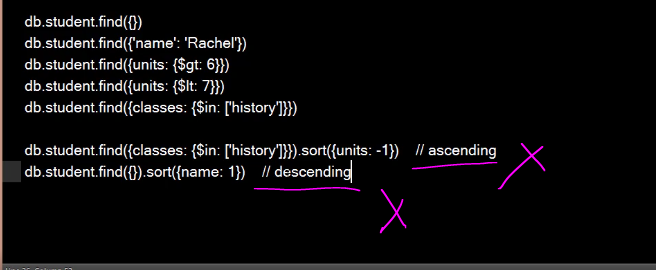 db.student.find({})
db.student.find({'name': 'Rachel'})
db.student.find({units: {$gt: 6}})
db.student.find({units: {$lt: 7}})
db.student.find({classes: {$in: ['history']}})
db.student.find({classes: {$in: ['history']}}).sort({units: -1}) // ascending
db.student.find({}).sort({name: 1}) // descending